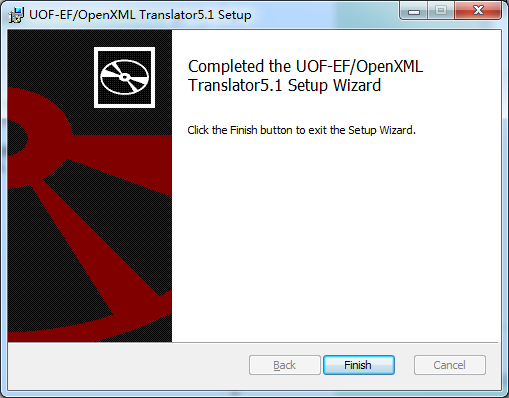 UOF-EF/OpenXML Translator5.1 Setup
Completed the UOF-EF/OpenXML
Translator5.1 Setup Wizard
Click the Finish button to exit the Setup Wizard.
Back
Finish
Cancel